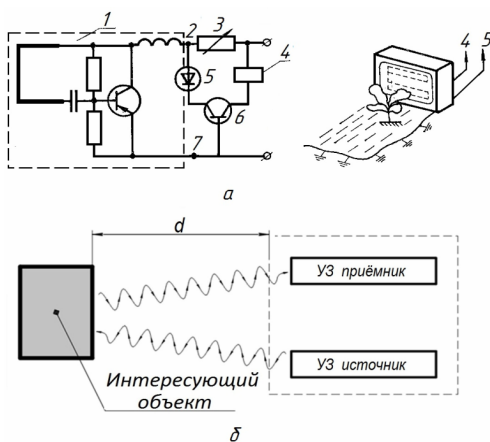 1
2
3
4
5
6
7
4 5
а
d
УЗ приёмник
УЗ источник
Интересующий
объект
б